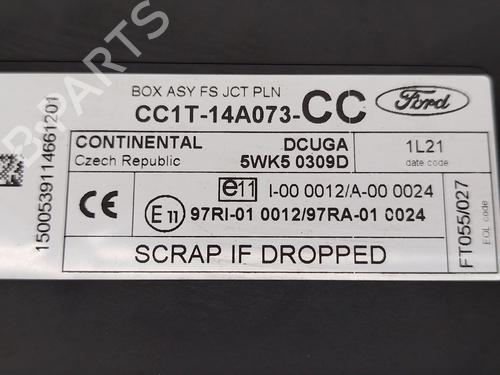 BOX ASY FS JCT PLN
CC1T-14A073-CC
Ford
CONTINENTAL DCUGA 1L21
Czech Republic 5WK5 0309D date code
e11 I-00 0012/A-00 0024
CE
E11 97RI-01 0012/97RA-01 0024
SCRAP IF DROPPED
1500539114661201
FT055/027
EOL code
B-PARTS